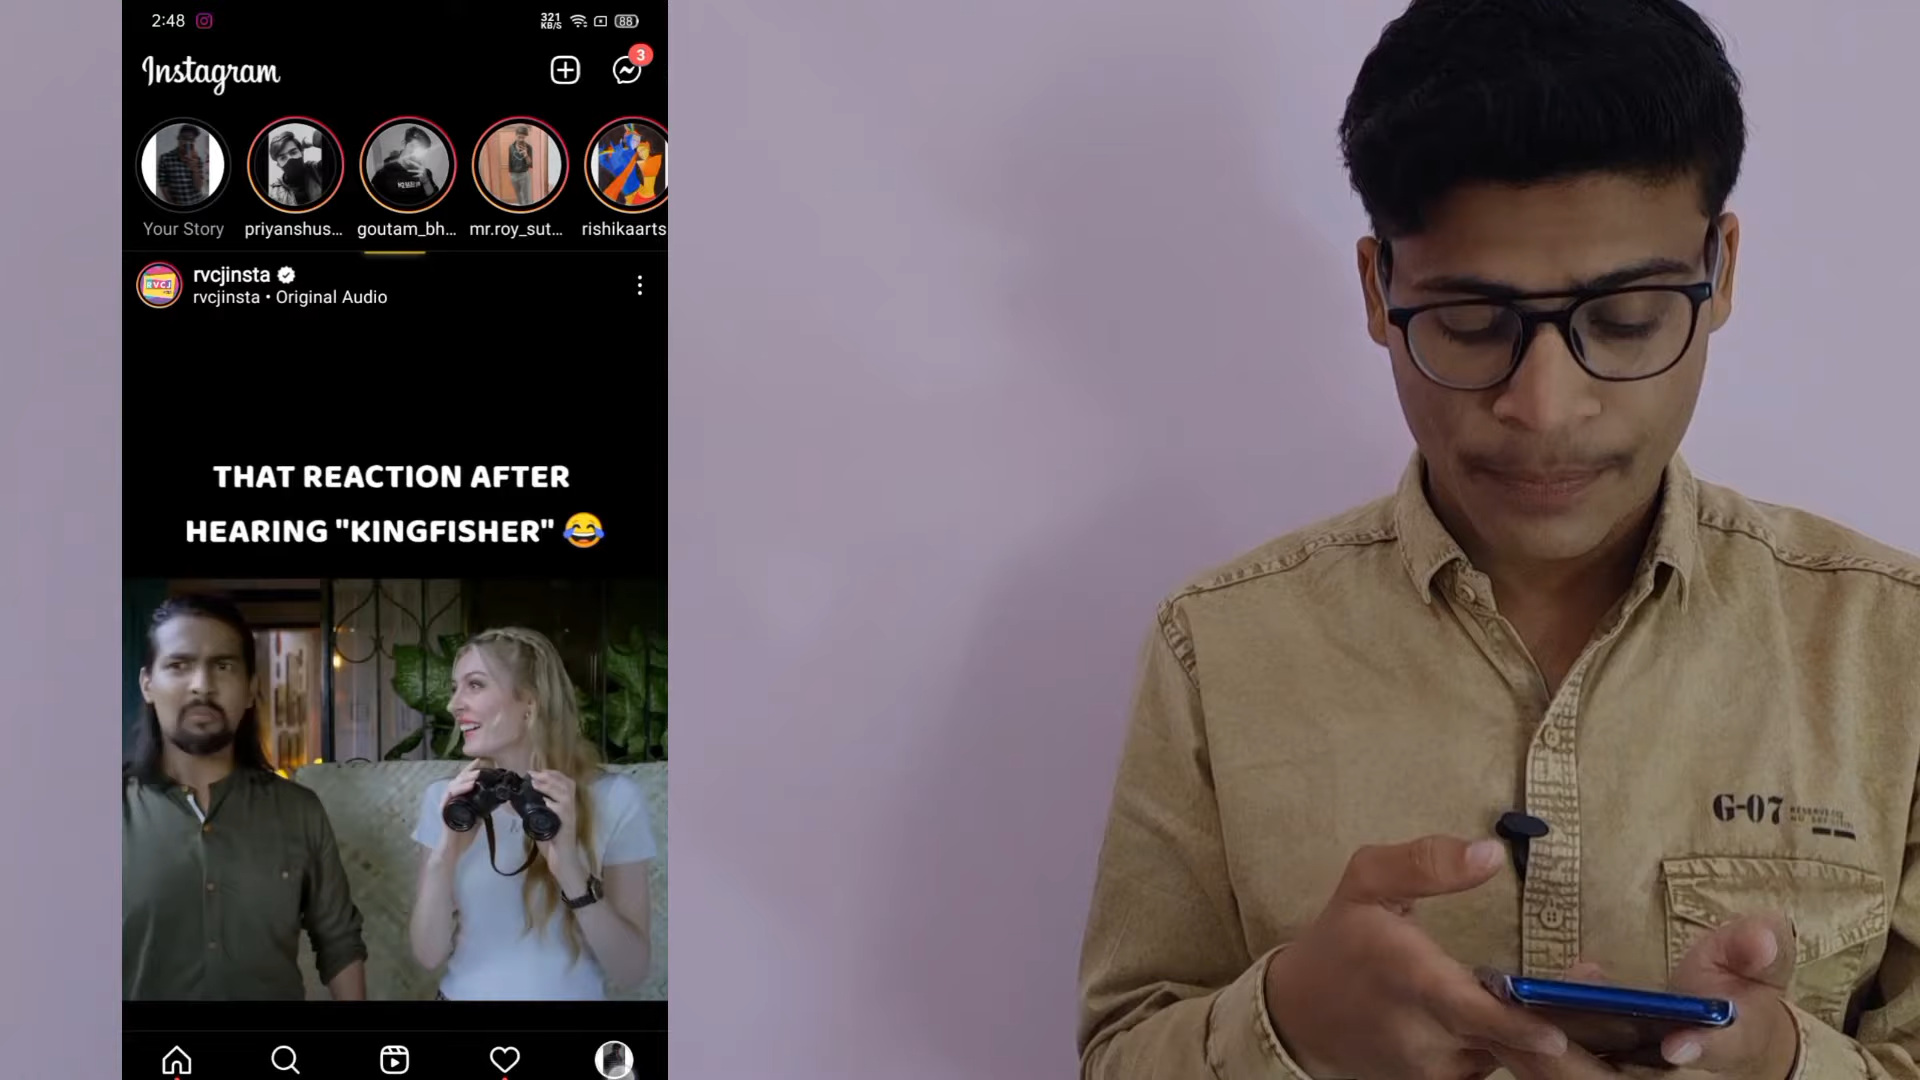 2:48
321
KB/S
88
Instagram
3
Your Story
priyanshus...
goutam_bh...
mr.roy_sut...
rishikaarts
RVCJ
rvcjinsta
rvcjinsta • Original Audio
THAT REACTION AFTER
HEARING "KINGFISHER" 😂
G-07